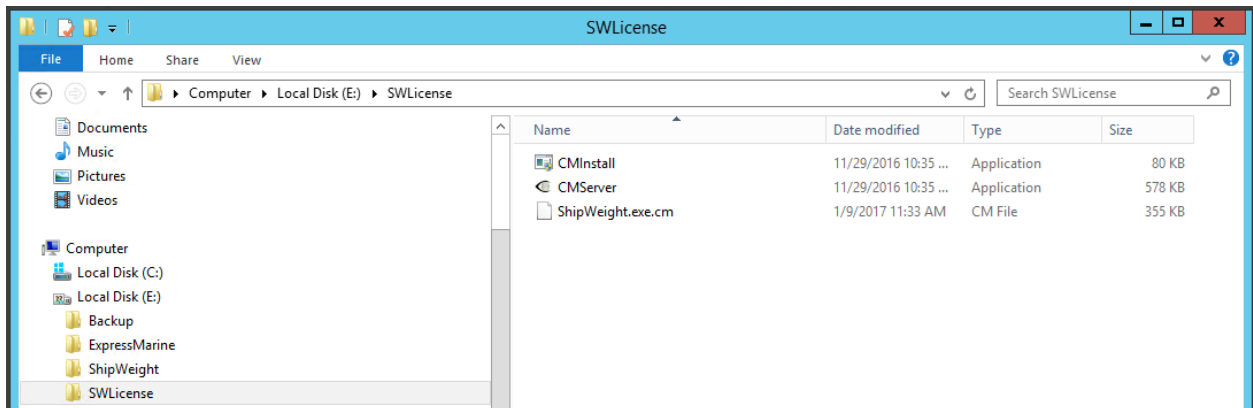 SWLicense
File Home Share View
Computer Local Disk (E:) SWLicense Search SWLicense
Documents
Music
Pictures
Videos
Computer
Local Disk (C:)
Local Disk (E:)
Backup
ExpressMarine
ShipWeight
SWLicense
Name Date modified Type Size
CMInstall 11/29/2016 10:35 ... Application 80 KB
CMServer 11/29/2016 10:35 ... Application 578 KB
ShipWeight.exe.cm 1/9/2017 11:33 AM CM File 355 KB